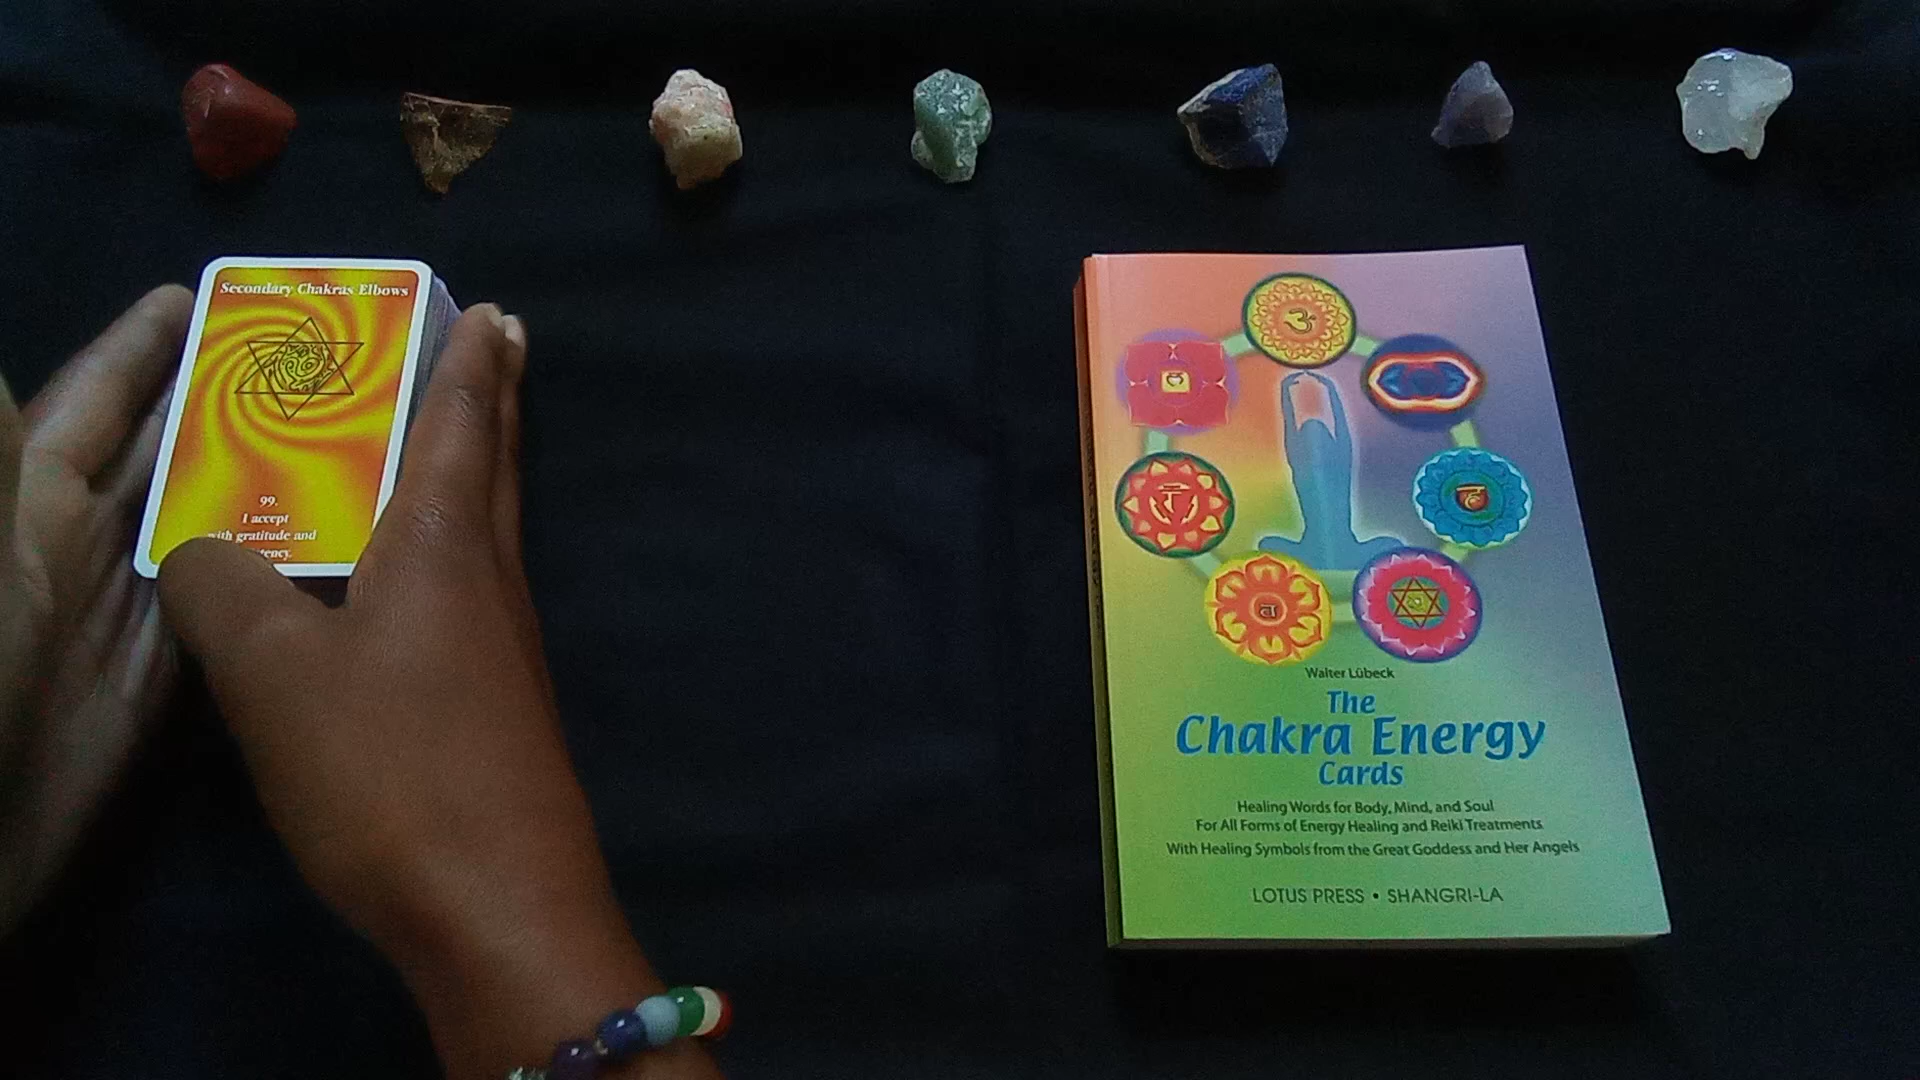 Secondary Chakras Elbows
99.
I accept
with gratitude and
Walter Lübeck
The
Chakra Energy
Cards
Healing Words for Body, Mind, and Soul
For All Forms of Energy Healing and Reiki Treatments
With Healing Symbols from the Great Goddess and Her Angels
LOTUS PRESS • SHANGRI-LA